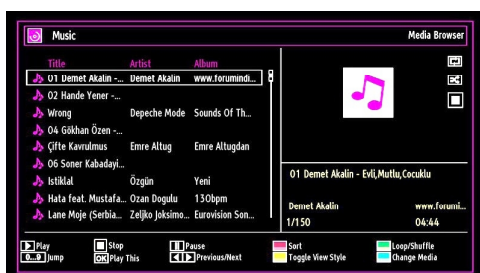 Music
Media Browser
Title Artist Album
01 Demet Akalin -... Demet Akalin www.forumindi...
02 Hande Yener -...
Wrong Depeche Mode Sounds Of Th...
04 Gökhan Özen -...
Çifte Kavrulmus Emre Altug Emre Altugdan
06 Soner Kabadayi...
Istiklal Özgün Yeni
Hata feat. Mustafa... Ozan Dogulu 130bpm
Lane Moje (Serbia... Zeljko Joksimo... Eurovision Son...
01 Demet Akalin - Evli,Mutlu,Cocuklu
Demet Akalin www.forumi...
1/150 04:44
Play Stop Pause Sort Loop/Shuffle
0...9 Jump OK Play This Previous/Next Toggle View Style Change Media